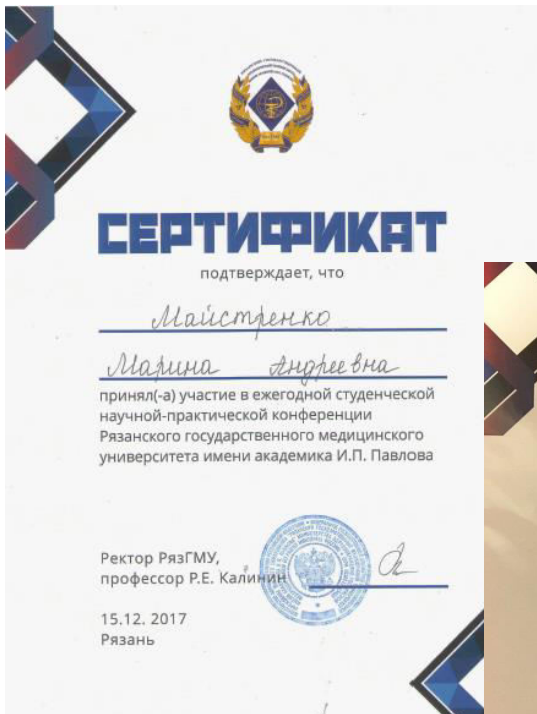 СЕРТИФИКАТ
подтверждает, что
Майстренко
Марина Андреевна
принял(-а) участие в ежегодной студенческой
научной-практической конференции
Рязанского государственного медицинского
университета имени академика И.П. Павлова
Ректор РязГМУ,
профессор Р.Е. Калинин
15.12. 2017
Рязань